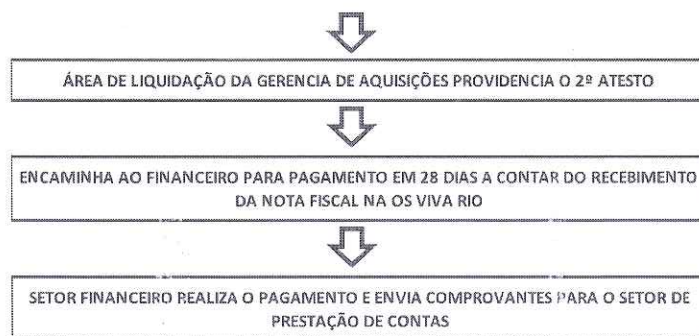 ÁREA DE LIQUIDAÇÃO DA GERENCIA DE AQUISIÇÕES PROVIDENCIA O 2º ATESTO
ENCAMINHA AO FINANCEIRO PARA PAGAMENTO EM 28 DIAS A CONTAR DO RECEBIMENTO
DA NOTA FISCAL NA OS VIVA RIO
SETOR FINANCEIRO REALIZA O PAGAMENTO E ENVIA COMPROVANTES PARA O SETOR DE
PRESTAÇÃO DE CONTAS